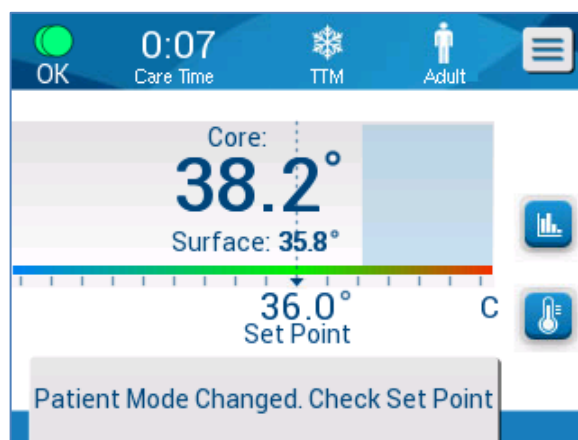 OK
0:07
Care Time
TTM
Adult
Core:
38.2°
Surface: 35.8°
36.0° C
Set Point
Patient Mode Changed. Check Set Point